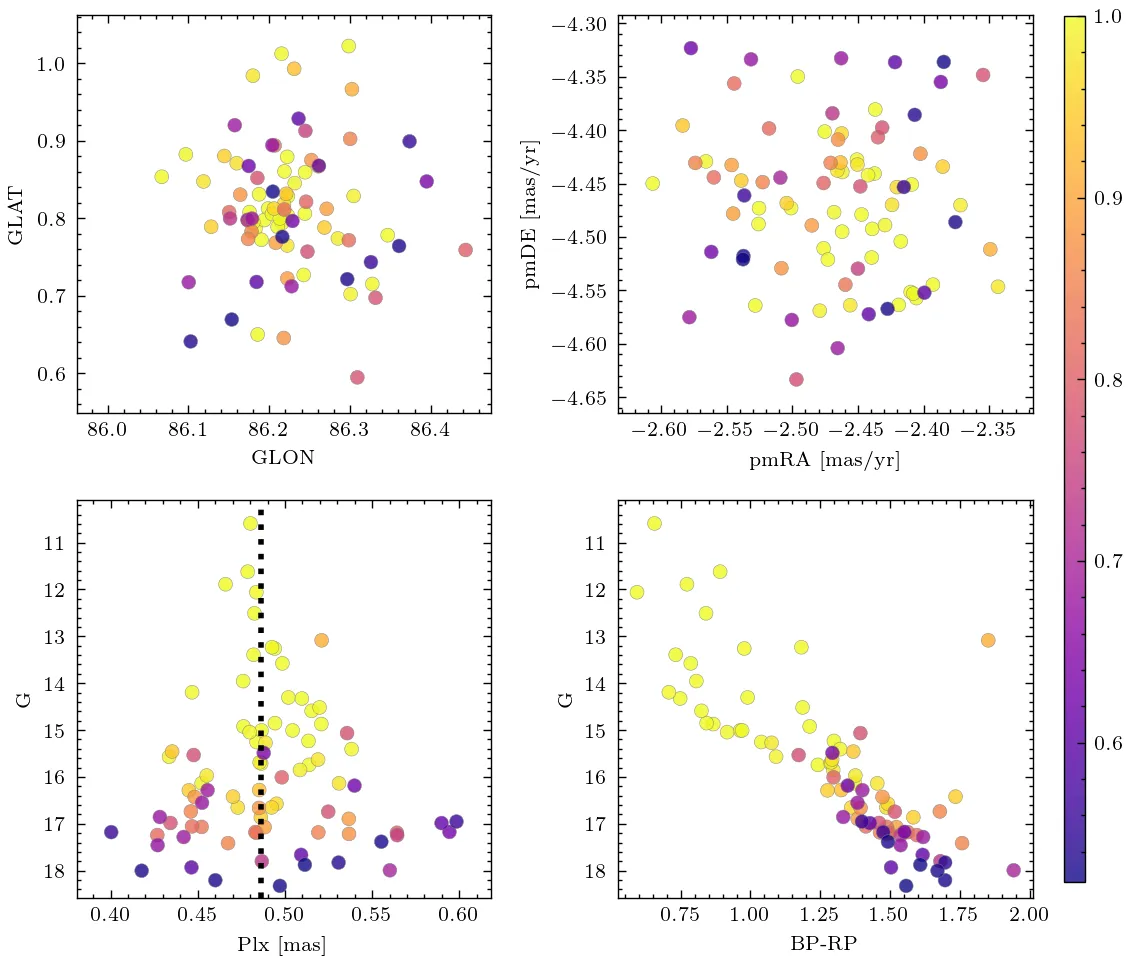 1.0
0.9
0.8
0.7
0.6
GLAT
86.0 86.1 86.2 86.3 86.4
GLON
−4.30
−4.35
−4.40
−4.45
−4.50
−4.55
−4.60
−4.65
pmDE [mas/yr]
−2.60 −2.55 −2.50 −2.45 −2.40 −2.35
pmRA [mas/yr]
1.0
0.9
0.8
0.7
0.6
11
12
13
14
15
16
17
18
G
0.40 0.45 0.50 0.55 0.60
Plx [mas]
11
12
13
14
15
16
17
18
G
0.75 1.00 1.25 1.50 1.75 2.00
BP-RP